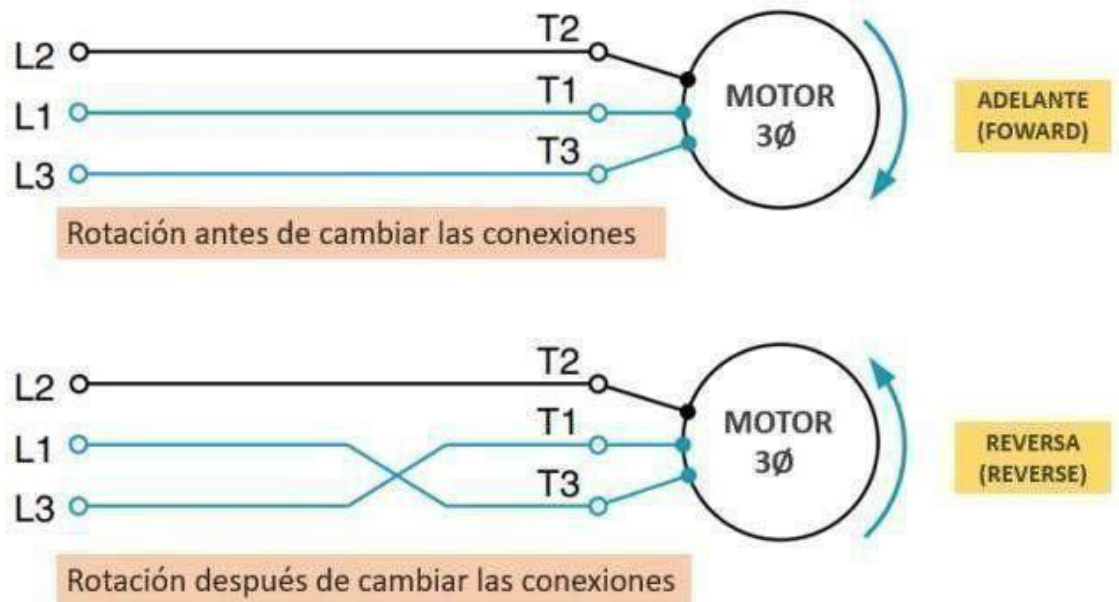 L2
T2
L1
T1
L3
T3
MOTOR
3Ø
ADELANTE
(FOWARD)
Rotación antes de cambiar las conexiones
L2
T2
L1
T1
L3
T3
MOTOR
3Ø
REVERSA
(REVERSE)
Rotación después de cambiar las conexiones